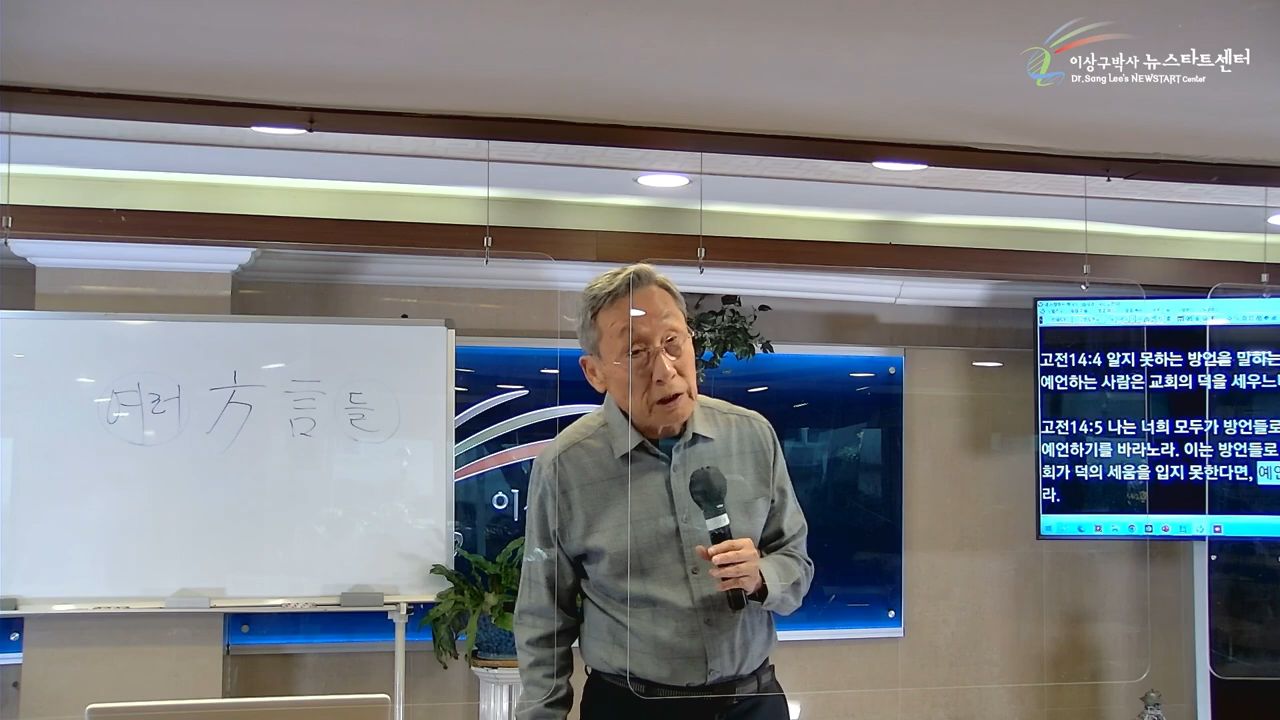 이상구박사 뉴스타트센터
Dr. Sang Lee's NEWSTART Center
여러 方言들
고전14:4 알지 못하는 방언을 말하는
예언하는 사람은 교회의 덕을 세우느니
고전14:5 나는 너희 모두가 방언들로
예언하기를 바라노라. 이는 방언들로
회가 덕의 세움을 입지 못한다면, 예언
라.
이